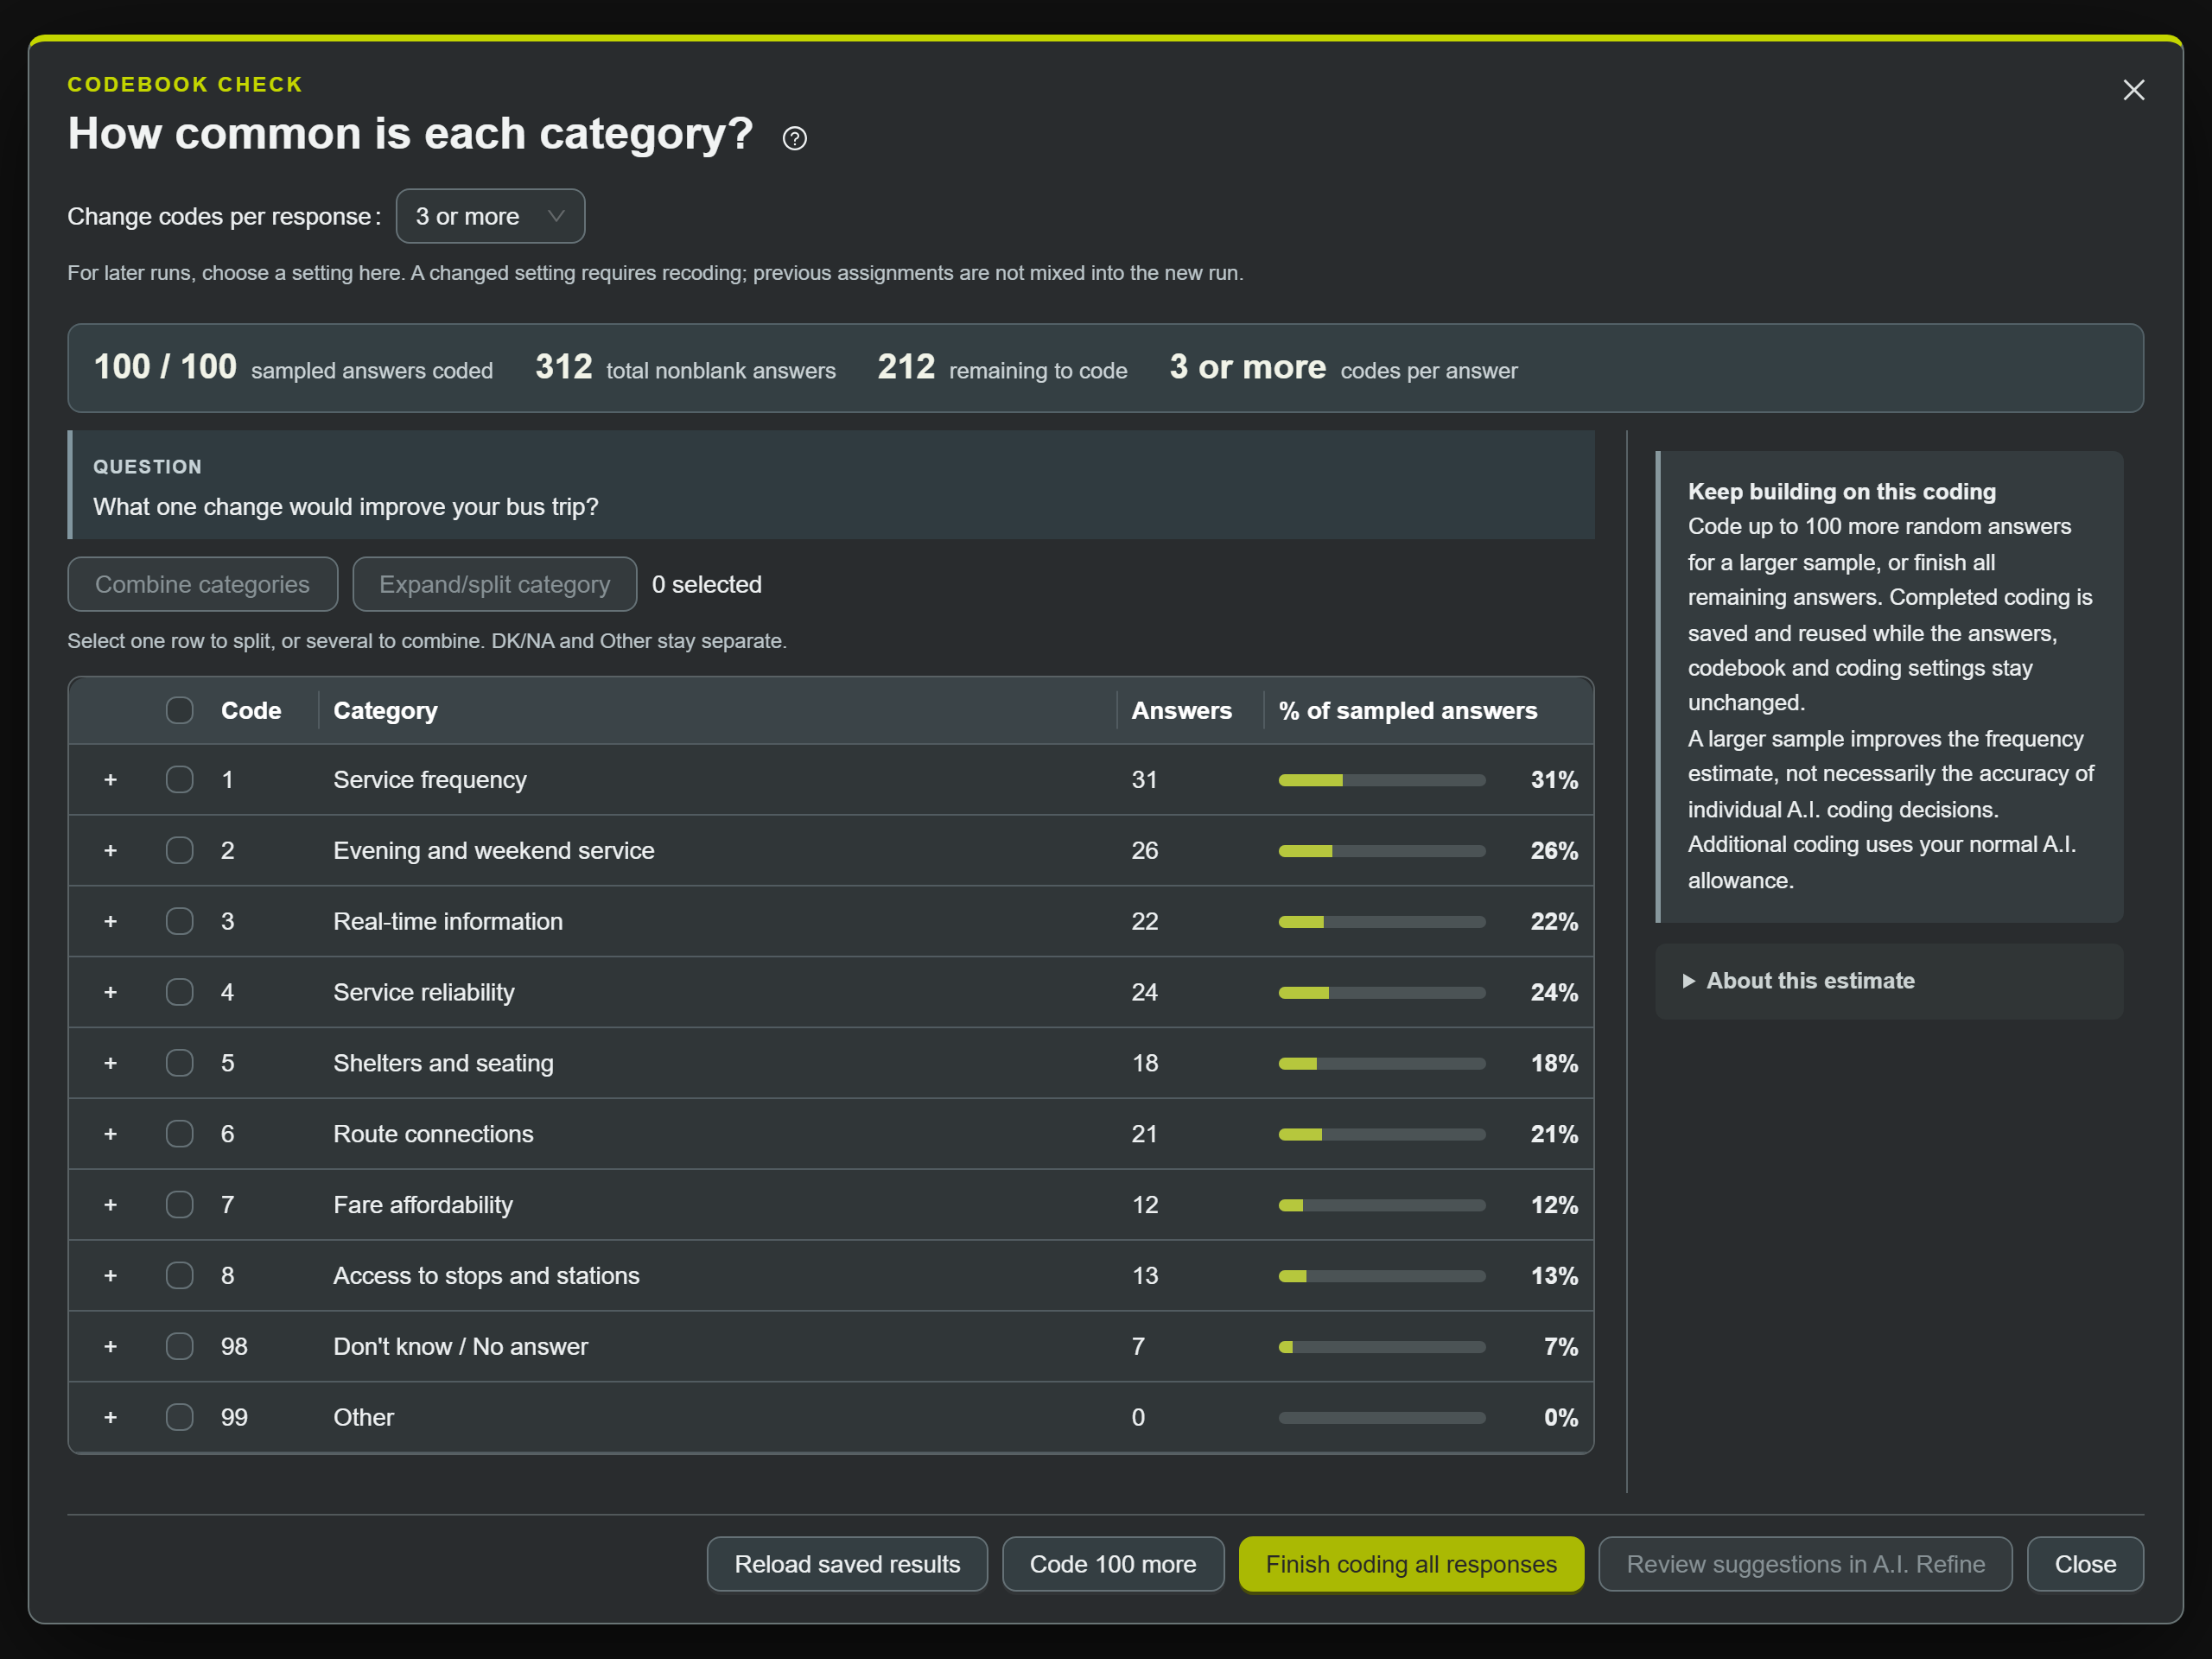 CODEBOOK CHECK
How common is each category?
Change codes per response: 3 or more
For later runs, choose a setting here. A changed setting requires recoding; previous assignments are not mixed into the new run.
100 / 100 sampled answers coded 312 total nonblank answers 212 remaining to code 3 or more codes per answer
QUESTION
What one change would improve your bus trip?
Combine categories Expand/split category 0 selected
Select one row to split, or several to combine. DK/NA and Other stay separate.
Code Category Answers % of sampled answers
+ 1 Service frequency 31 31%
+ 2 Evening and weekend service 26 26%
+ 3 Real-time information 22 22%
+ 4 Service reliability 24 24%
+ 5 Shelters and seating 18 18%
+ 6 Route connections 21 21%
+ 7 Fare affordability 12 12%
+ 8 Access to stops and stations 13 13%
+ 98 Don't know / No answer 7 7%
+ 99 Other 0 0%
Keep building on this coding
Code up to 100 more random answers
for a larger sample, or finish all
remaining answers. Completed coding is
saved and reused while the answers,
codebook and coding settings stay
unchanged.
A larger sample improves the frequency
estimate, not necessarily the accuracy of
individual A.I. coding decisions.
Additional coding uses your normal A.I.
allowance.
About this estimate
Reload saved results Code 100 more Finish coding all responses Review suggestions in A.I. Refine Close